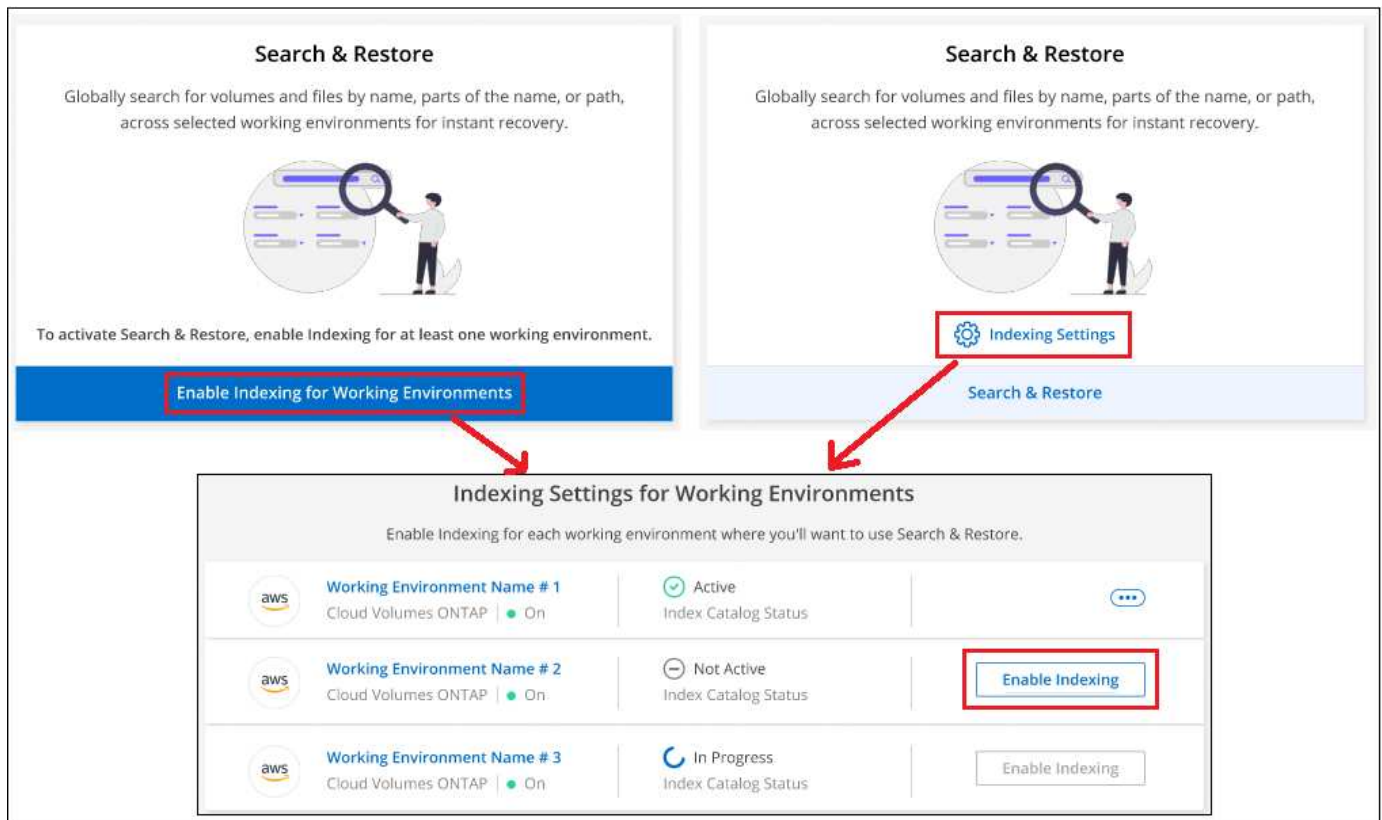 Search & Restore
Globally search for volumes and files by name, parts of the name, or path,
across selected working environments for instant recovery.
To activate Search & Restore, enable Indexing for at least one working environment.
Enable Indexing for Working Environments
Search & Restore
Globally search for volumes and files by name, parts of the name, or path,
across selected working environments for instant recovery.
Indexing Settings
Search & Restore
Indexing Settings for Working Environments
Enable Indexing for each working environment where you'll want to use Search & Restore.
aws
Working Environment Name # 1
Cloud Volumes ONTAP | On
Active
Index Catalog Status
aws
Working Environment Name # 2
Cloud Volumes ONTAP | On
Not Active
Index Catalog Status
Enable Indexing
aws
Working Environment Name # 3
Cloud Volumes ONTAP | On
In Progress
Index Catalog Status
Enable Indexing